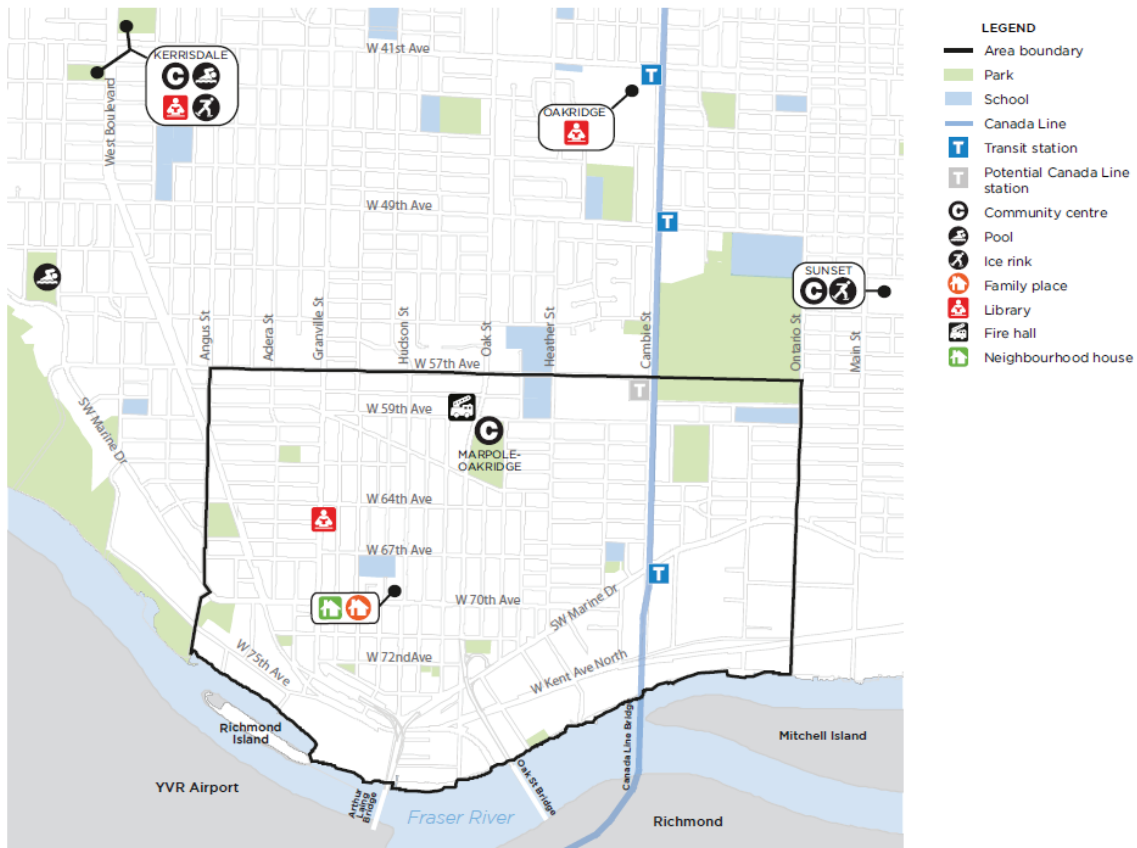 W 41st Ave
KERRISDALE
C
T
OAKRIDGE
West Boulevard
W 49th Ave
T
SUNSET
C
Angus St
Adera St
Granville St
Hudson St
Oak St
Heather St
Cambie St
Ontario St
Main St
W 57th Ave
T
W 59th Ave
C
MARPOLE-
OAKRIDGE
SW Marine Dr
W 64th Ave
W 67th Ave
T
W 70th Ave
SW Marine Dr
W 72ndAve
W 75th Ave
W Kent Ave North
Richmond
Island
Mitchell Island
YVR Airport
Arthur
Laing
Bridge
Fraser River
Oak St Bridge
Canada Line Bridge
Richmond
LEGEND
Area boundary
Park
School
Canada Line
T Transit station
T Potential Canada Line
station
C Community centre
Pool
Ice rink
Family place
Library
Fire hall
Neighbourhood house